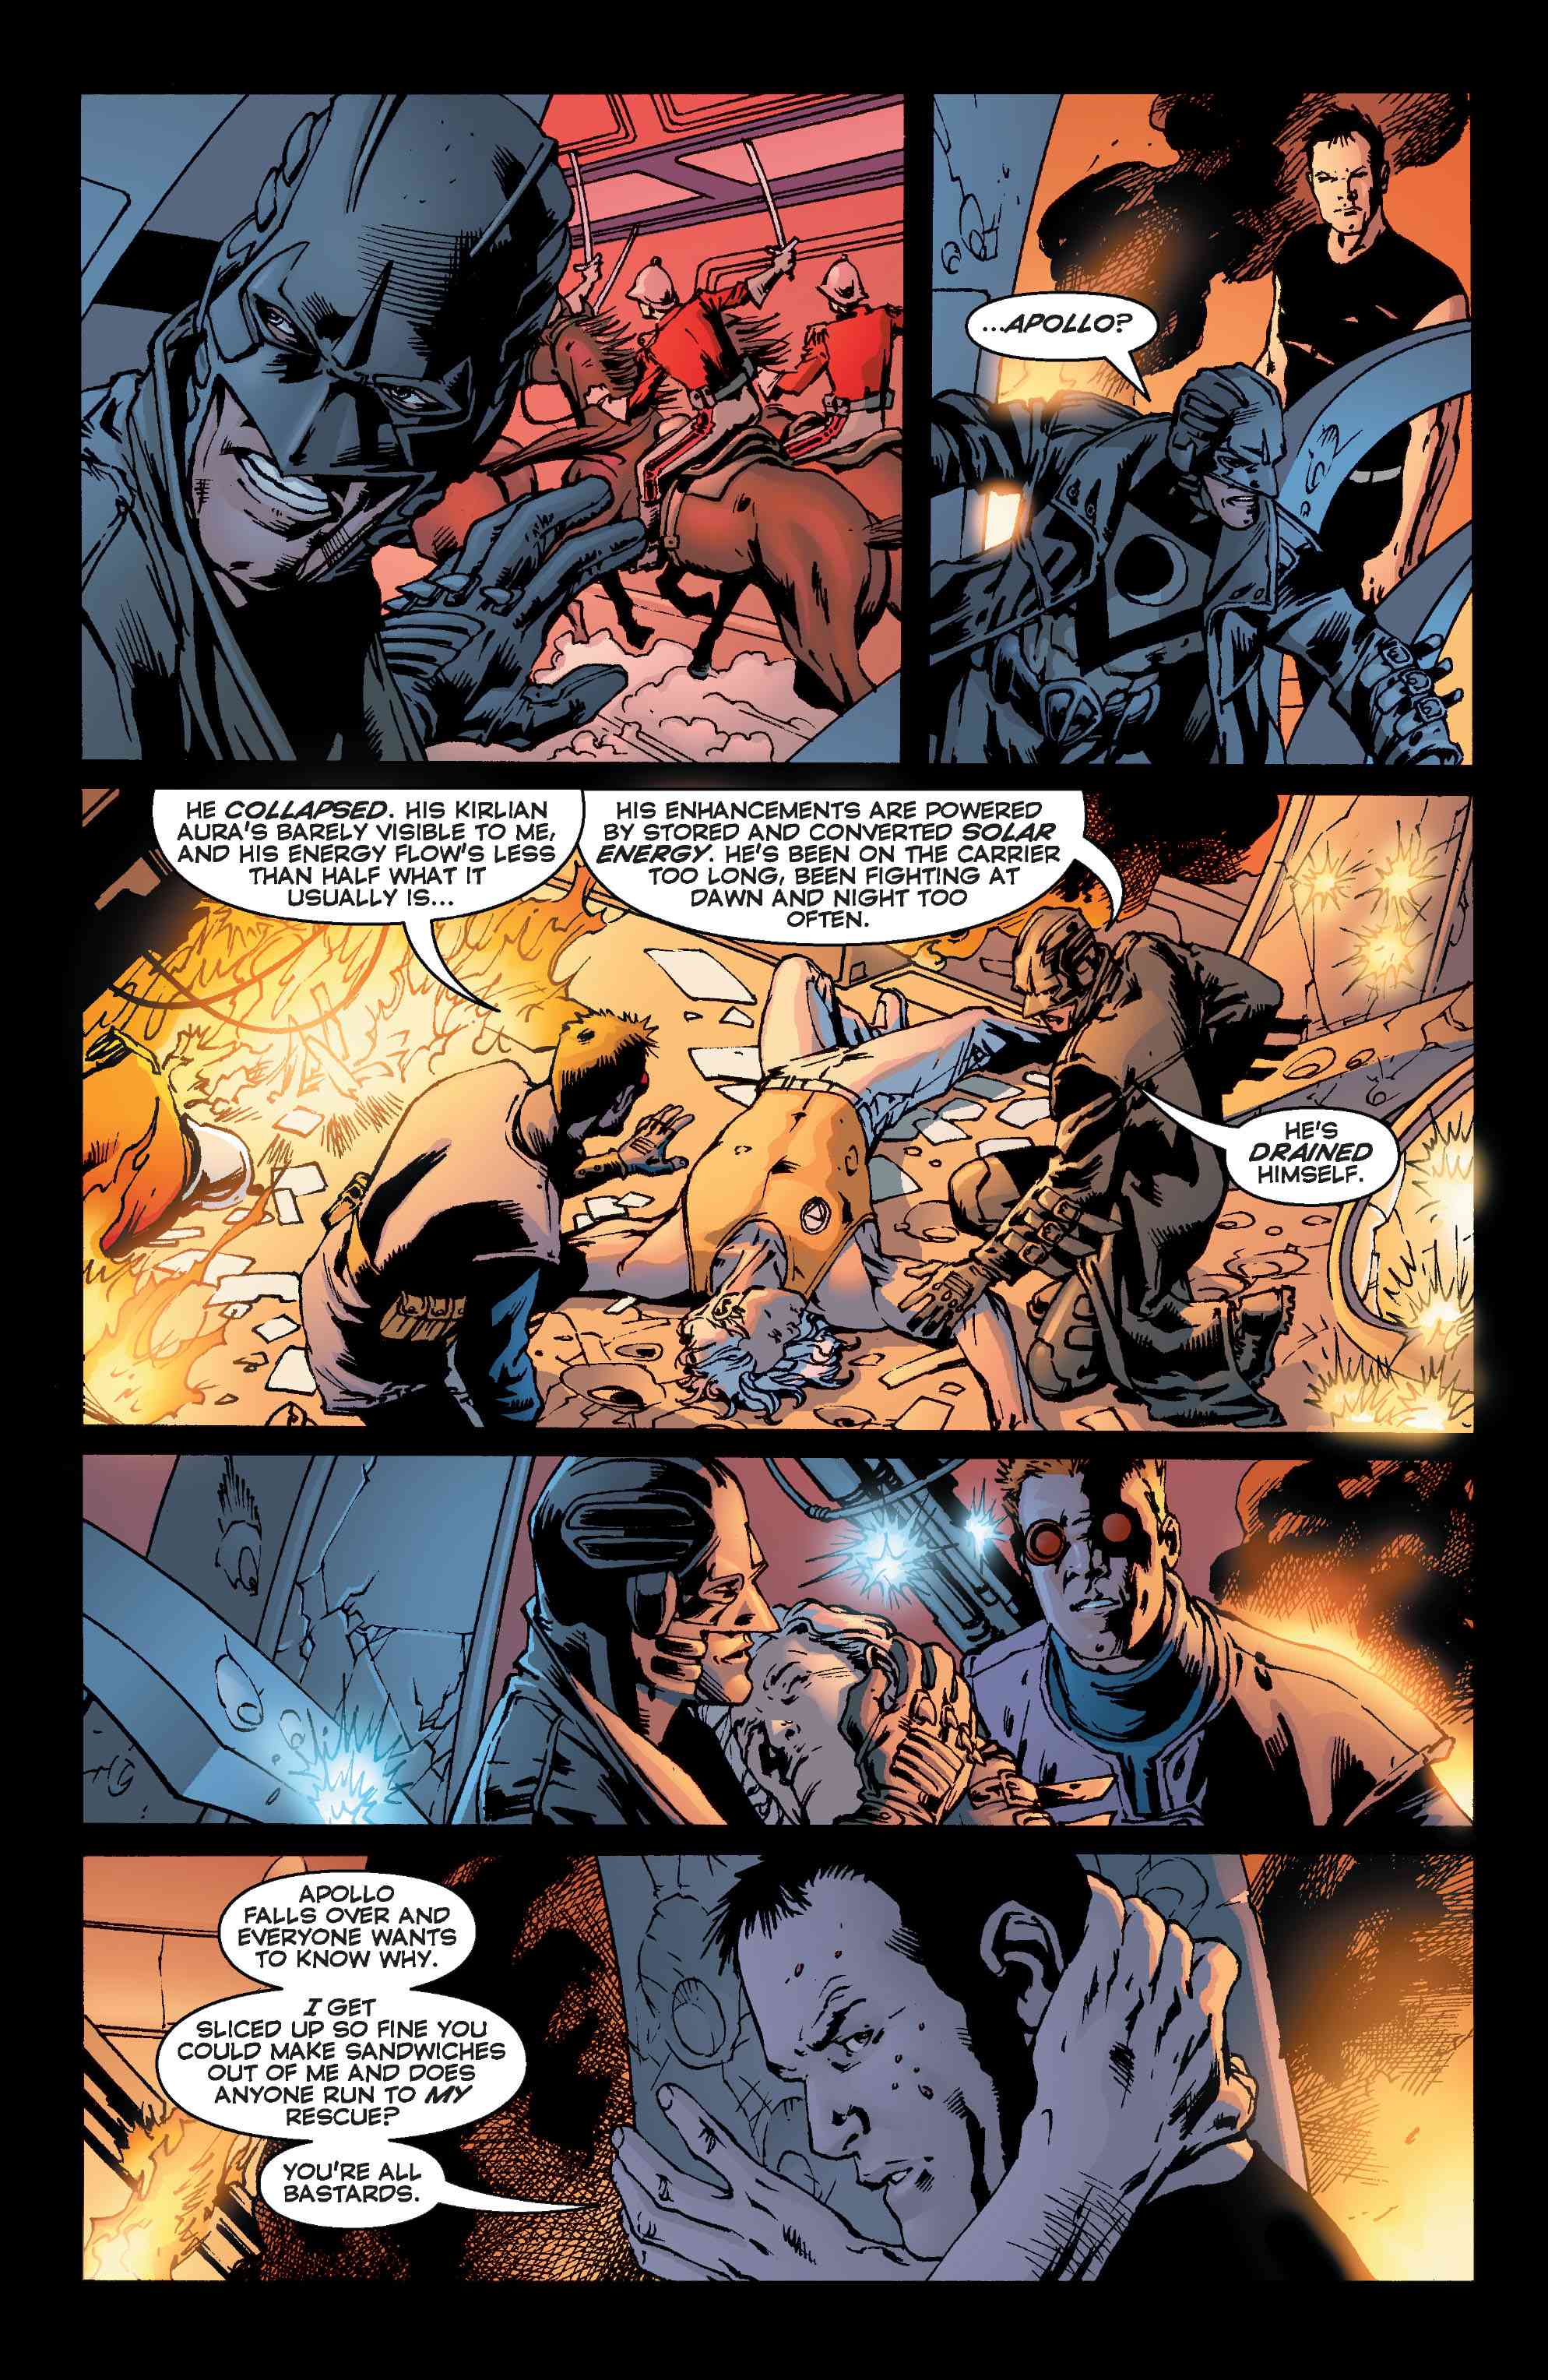 ...APOLLO?
HE COLLAPSED. HIS KIRLIAN
AURA'S BARELY VISIBLE TO ME,
AND HIS ENERGY FLOW'S LESS
THAN HALF WHAT IT
USUALLY IS...
HIS ENHANCEMENTS ARE POWERED
BY STORED AND CONVERTED SOLAR
ENERGY. HE'S BEEN ON THE CARRIER
TOO LONG, BEEN FIGHTING AT
DAWN AND NIGHT TOO
OFTEN.
HE'S
DRAINED
HIMSELF.
APOLLO
FALLS OVER AND
EVERYONE WANTS
TO KNOW WHY.
I GET
SLICED UP SO FINE YOU
COULD MAKE SANDWICHES
OUT OF ME AND DOES
ANYONE RUN TO MY
RESCUE?
YOU'RE ALL
BASTARDS.